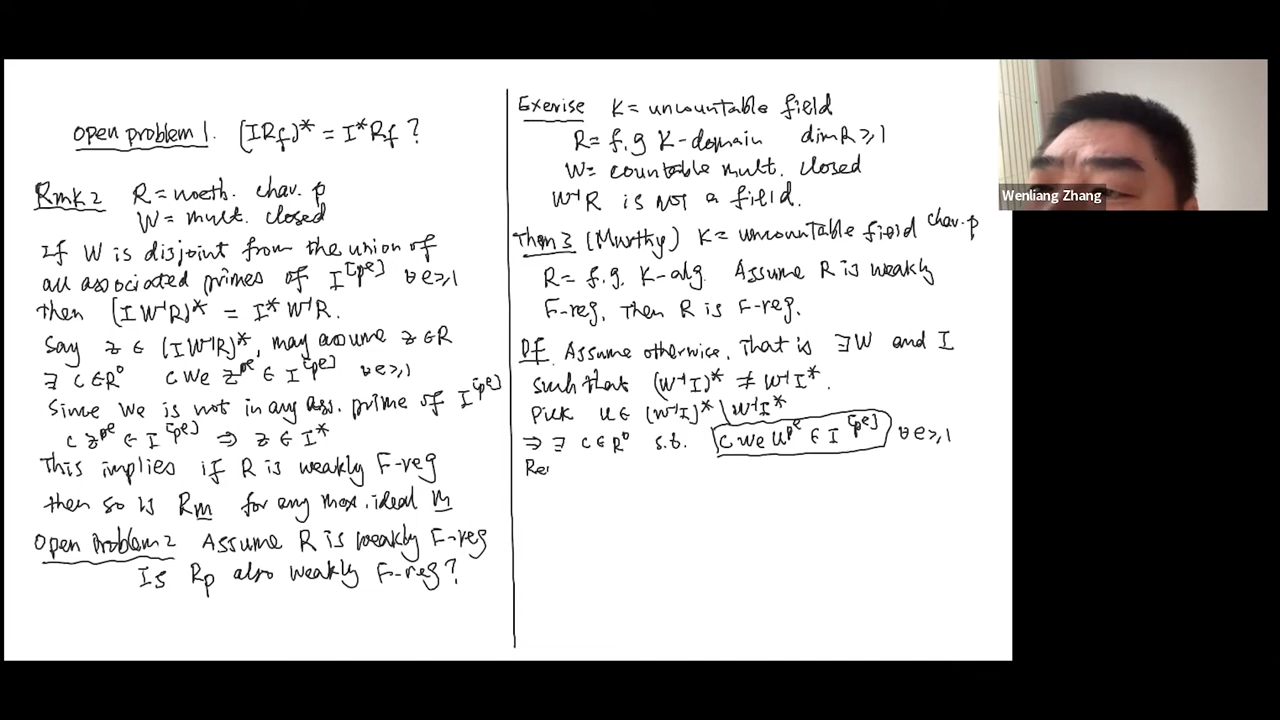 Open problem 1. (IR_f)* = I*R_f ?
Rmk 2 R = noeth. char. p
W = mult. closed
If W is disjoint from the union of
all associated primes of I^[p^e] ∀e≥1
then (IW⁻¹R)* = I*W⁻¹R.
Say z ∈ (IW⁻¹R)*, may assume z ∈ R
∃ c ∈ R° c w_e z^{p^e} ∈ I^[p^e] ∀e≥1
Since w_e is not in any ass. prime of I^[p^e]
c z^{p^e} ∈ I^[p^e] ⇒ z ∈ I*
This implies if R is weakly F-reg
then so is R_m for any max. ideal m
Open Problem 2 Assume R is weakly F-reg
Is R_p also weakly F-reg?
Exerise K = uncountable field
R = f.g K-domain dim R ≥ 1
W = countable mult. closed
W⁻¹R is not a field.
Thm 3 (Murthy) K = uncountable field char. p
R = f.g. K-alg. Assume R is weakly
F-reg, Then R is F-reg.
Pf. Assume otherwise. That is ∃ W and I
such that (W⁻¹I)* ≠ W⁻¹I*.
Pick u ∈ (W⁻¹I)* \ W⁻¹I*
⇒ ∃ c ∈ R° s.t. c w_e u^{p^e} ∈ I^[p^e] ∀e≥1
Re
Wenliang Zhang